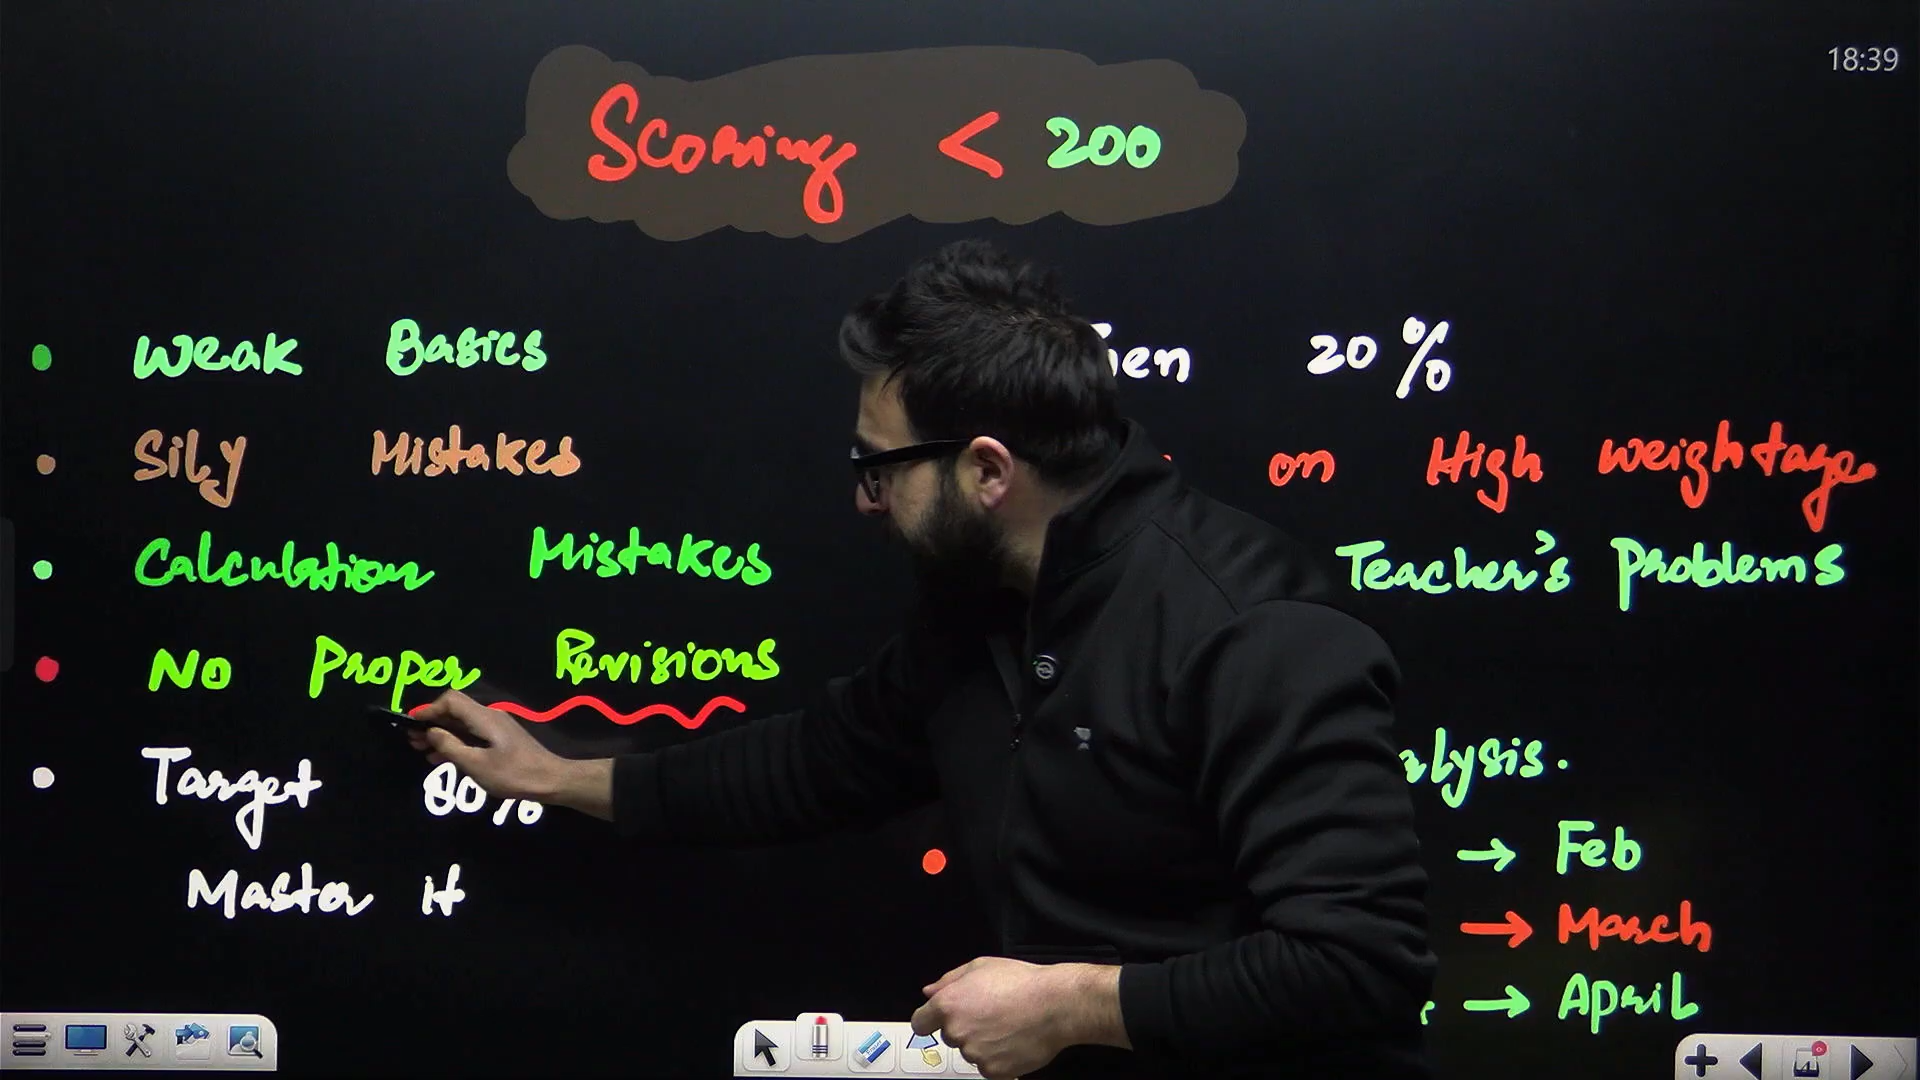 18:39
Scoring < 200
Weak Basics
Sily Mistakes
Calculation Mistakes
No Proper Revisions
Target 80%
Master it
20%
on High weightage
Teacher's Problems
→ Feb
→ March
→ April